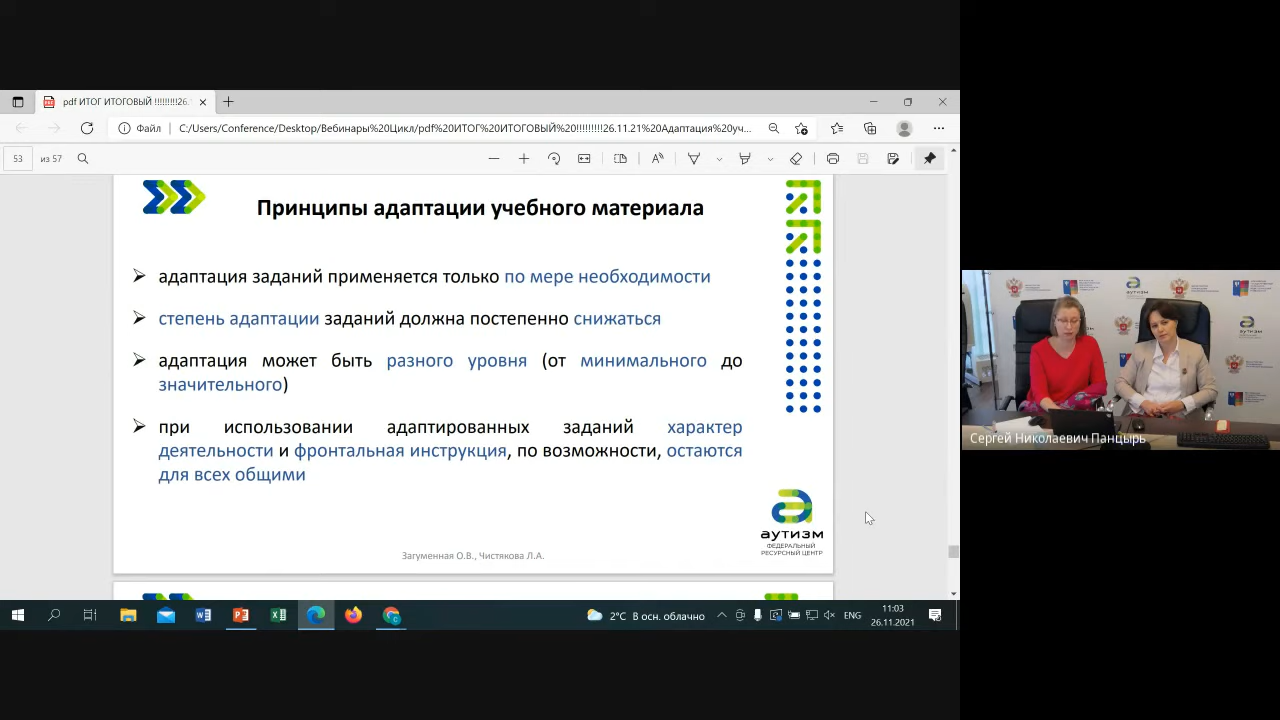 pdf ИТОГ ИТОГОВЫЙ !!!!!!!!!26.
Файл
C:/Users/Conference/Desktop/Вебинары%20Цикл/pdf%20ИТОГ%20ИТОГОВЫЙ%20!!!!!!!!!26.11.21%20Адаптация%20уч...
53 из 57
Принципы адаптации учебного материала
адаптация заданий применяется только по мере необходимости
степень адаптации заданий должна постепенно снижаться
адаптация может быть разного уровня (от минимального до
значительного)
при использовании адаптированных заданий характер
деятельности и фронтальная инструкция, по возможности, остаются
для всех общими
аутизм
ФЕДЕРАЛЬНЫЙ
РЕСУРСНЫЙ ЦЕНТР
Загуменная О.В., Чистякова Л.А.
аутизм
аутизм
Сергей Николаевич Панцырь
2°C В осн. облачно
ENG
11:03
26.11.2021